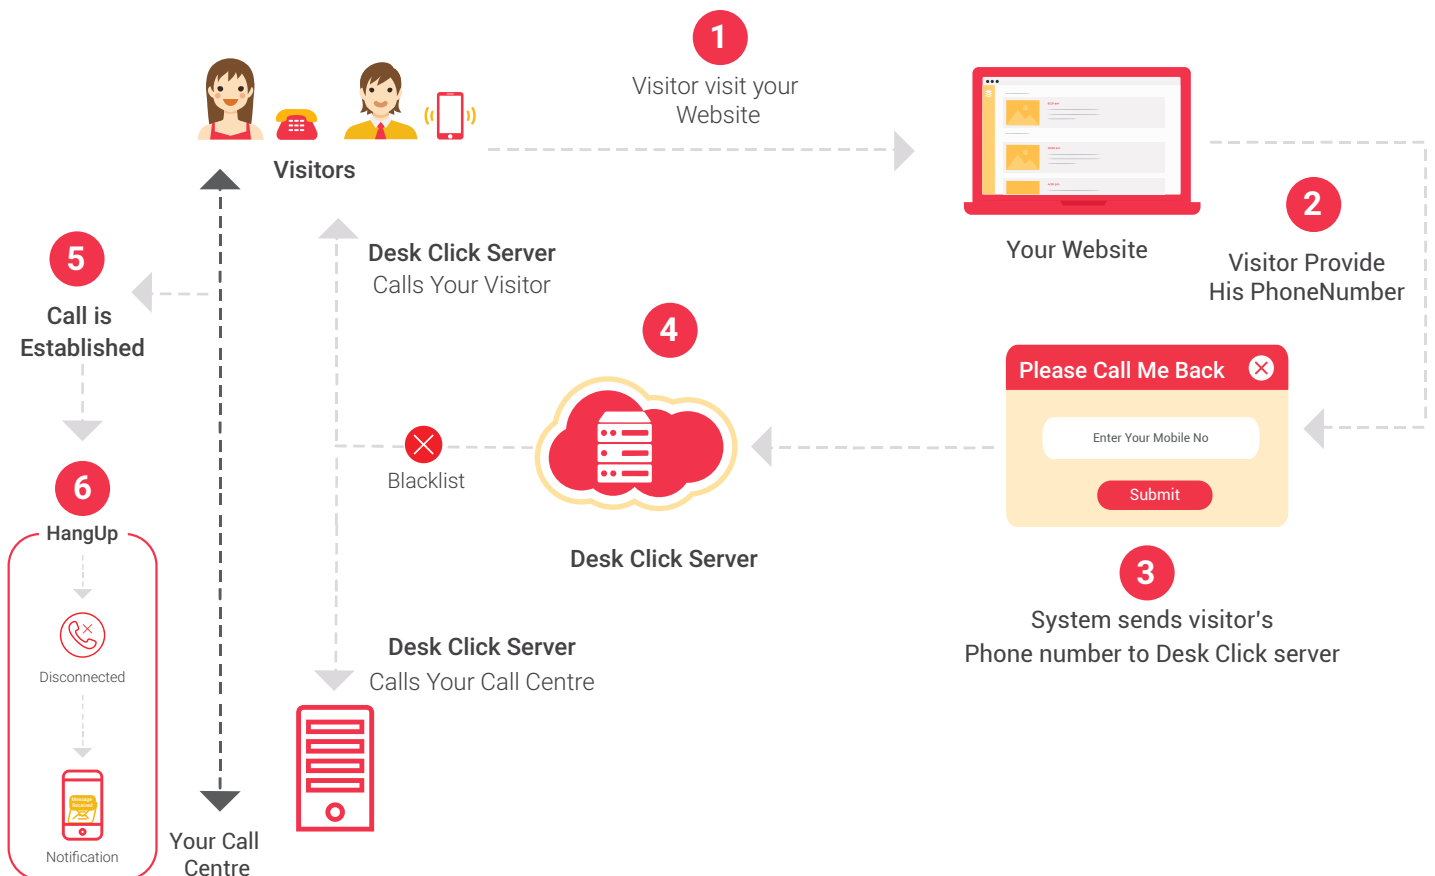 1
Visitor visit your
Website
Visitors
Your Website
2
Visitor Provide
His PhoneNumber
Please Call Me Back
Enter Your Mobile No
Submit
3
System sends visitor's
Phone number to Desk Click server
4
Desk Click Server
Blacklist
Desk Click Server
Calls Your Visitor
Desk Click Server
Calls Your Call Centre
5
Call is
Established
6
HangUp
Disconnected
Notification
Your Call
Centre